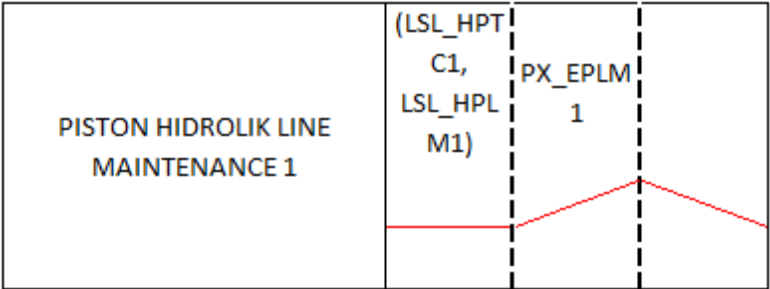 PISTON HIDROLIK LINE
MAINTENANCE 1
(LSL_HPT
C1,
LSL_HPL
M1)
PX_EPLM
1